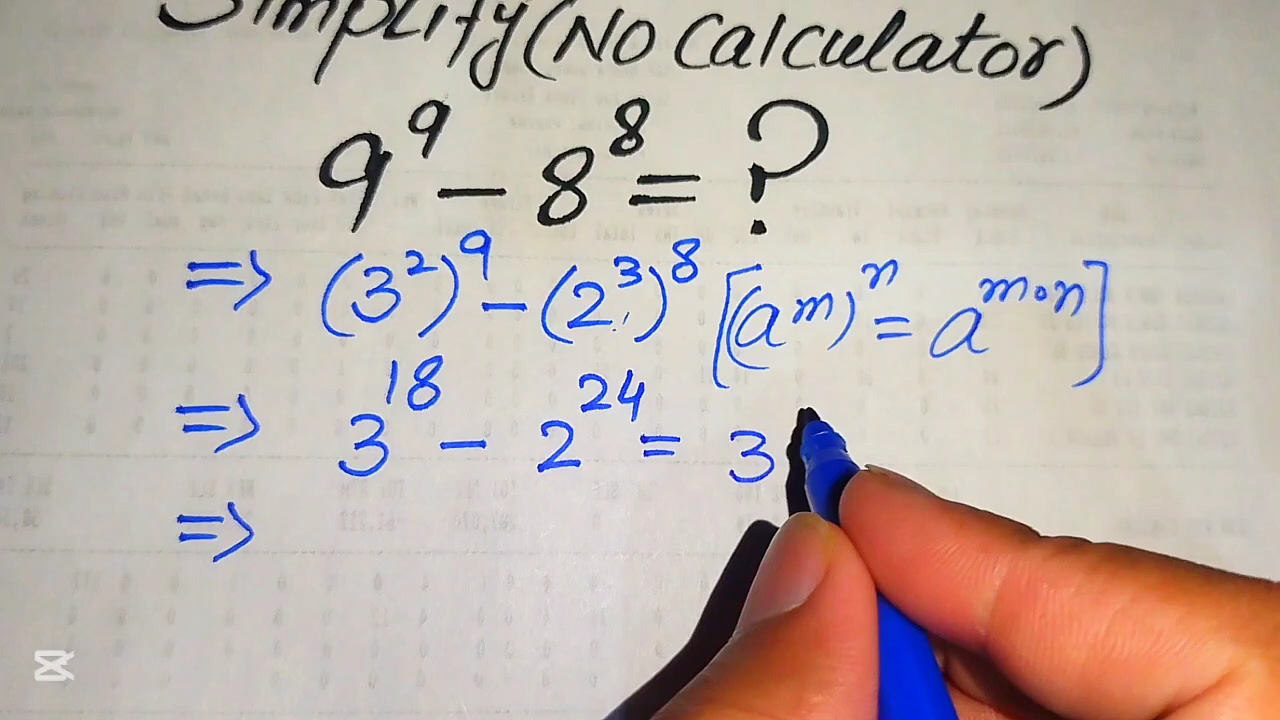 Simplify (No Calculator)
9⁹ - 8⁸ = ?
=> (3²)⁹ - (2³)⁸ [(aᵐ)ⁿ = aᵐ·ⁿ]
=> 3¹⁸ - 2²⁴ = 3
=>